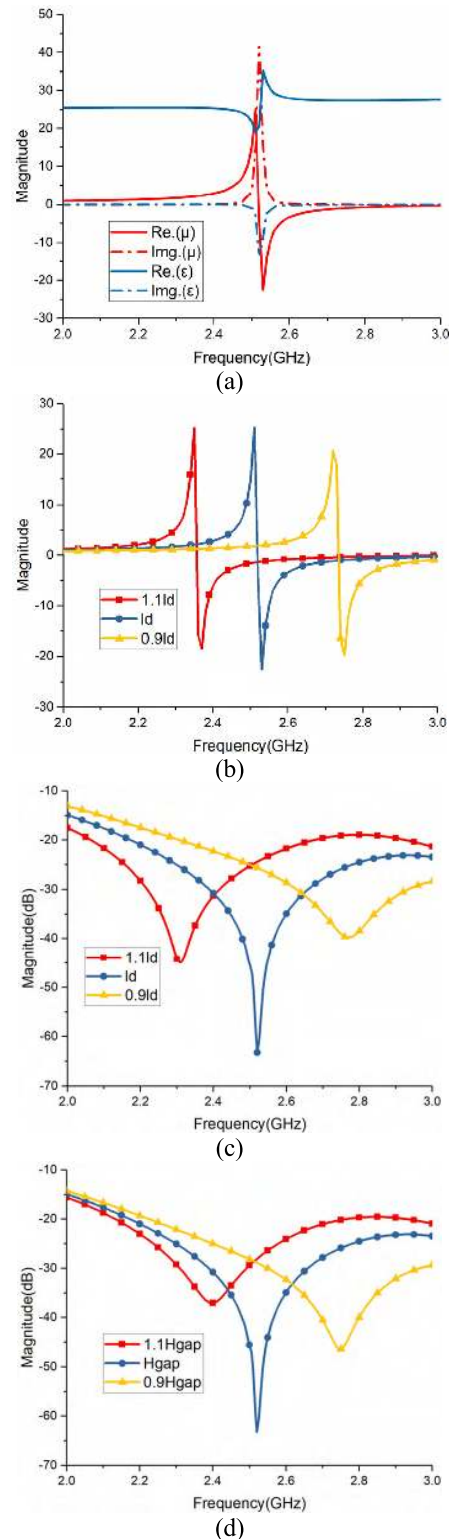 50
40
30
20
10
0
-10
-20
-30
Magnitude
Re.(μ)
Img.(μ)
Re.(ε)
Img.(ε)
2.0 2.2 2.4 2.6 2.8 3.0
Frequency(GHz)
(a)
30
20
10
0
-10
-20
-30
Magnitude
1.1ld
ld
0.9ld
2.0 2.2 2.4 2.6 2.8 3.0
Frequency(GHz)
(b)
-10
-20
-30
-40
-50
-60
-70
Magnitude(dB)
1.1ld
ld
0.9ld
2.0 2.2 2.4 2.6 2.8 3.0
Frequency(GHz)
(c)
-10
-20
-30
-40
-50
-60
-70
Magnitude(dB)
1.1Hgap
Hgap
0.9Hgap
2.0 2.2 2.4 2.6 2.8 3.0
Frequency(GHz)
(d)